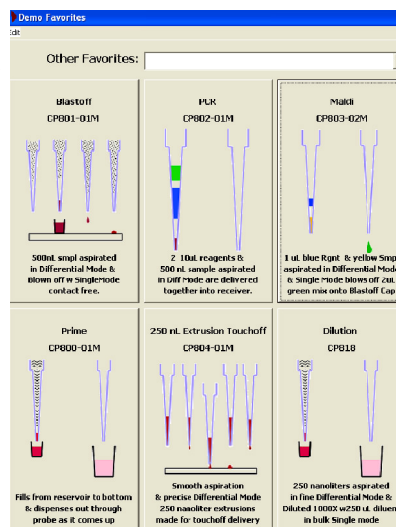 Demo Favorites
Edit
Other Favorites:
Blastoff
CP801-01M
500nL smpl aspirated
in Differential Mode &
Blown off w SingleMode
contact free.
PCR
CP802-01M
2 10uL reagents &
500 nL sample aspirated
in Diff Mode are delivered
together into receiver.
Maldi
CP803-02M
1 uL blue Rgnt & yellow Smp
aspirated in Differential Mode
& Single Mode blows off 2uL
green mix onto Blastoff Cap
Prime
CP800-01M
Fills from reservoir to bottom
& dispenses out through
probe as it comes up
250 nL Extrusion Touchoff
CP804-01M
Smooth aspiration
& precise Differential Mode
250 nanoliter extrusions
made for touchoff delivery
Dilution
CP818
250 nanoliters asprated
in fine Differential Mode &
Diluted 1000X w250 uL diluent
in bulk Single mode